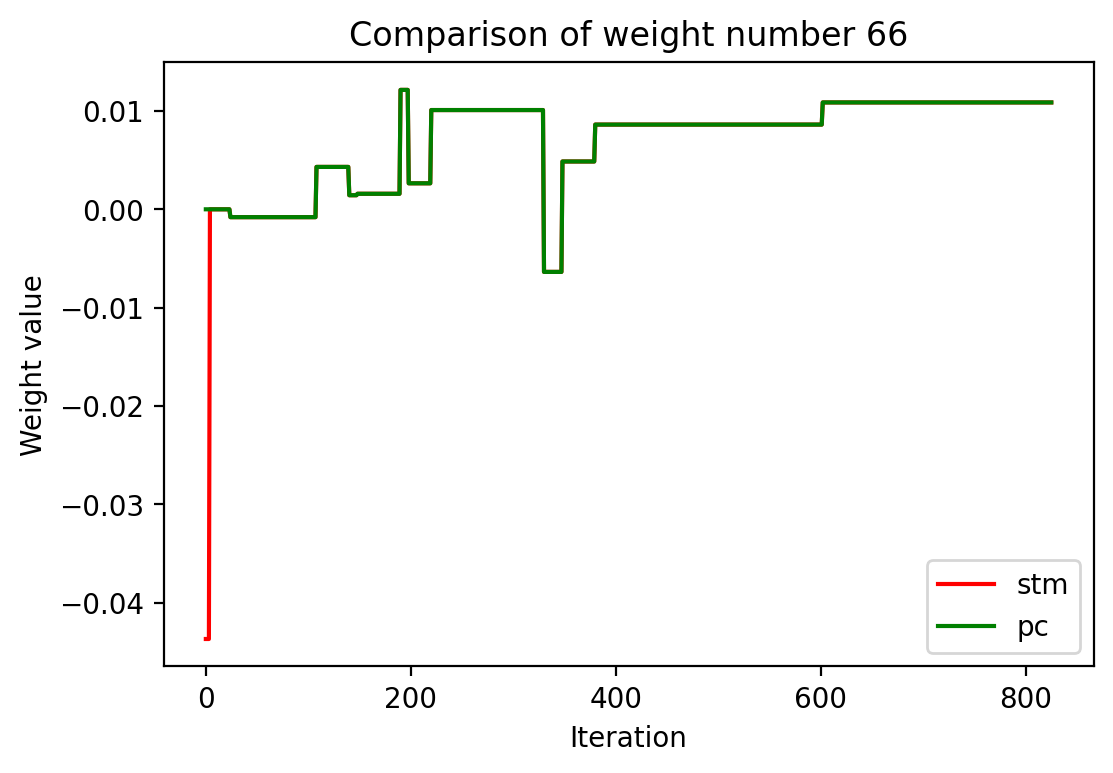 Comparison of weight number 66
0.01
0.00
−0.01
−0.02
−0.03
−0.04
Weight value
0 200 400 600 800
Iteration
stm
pc